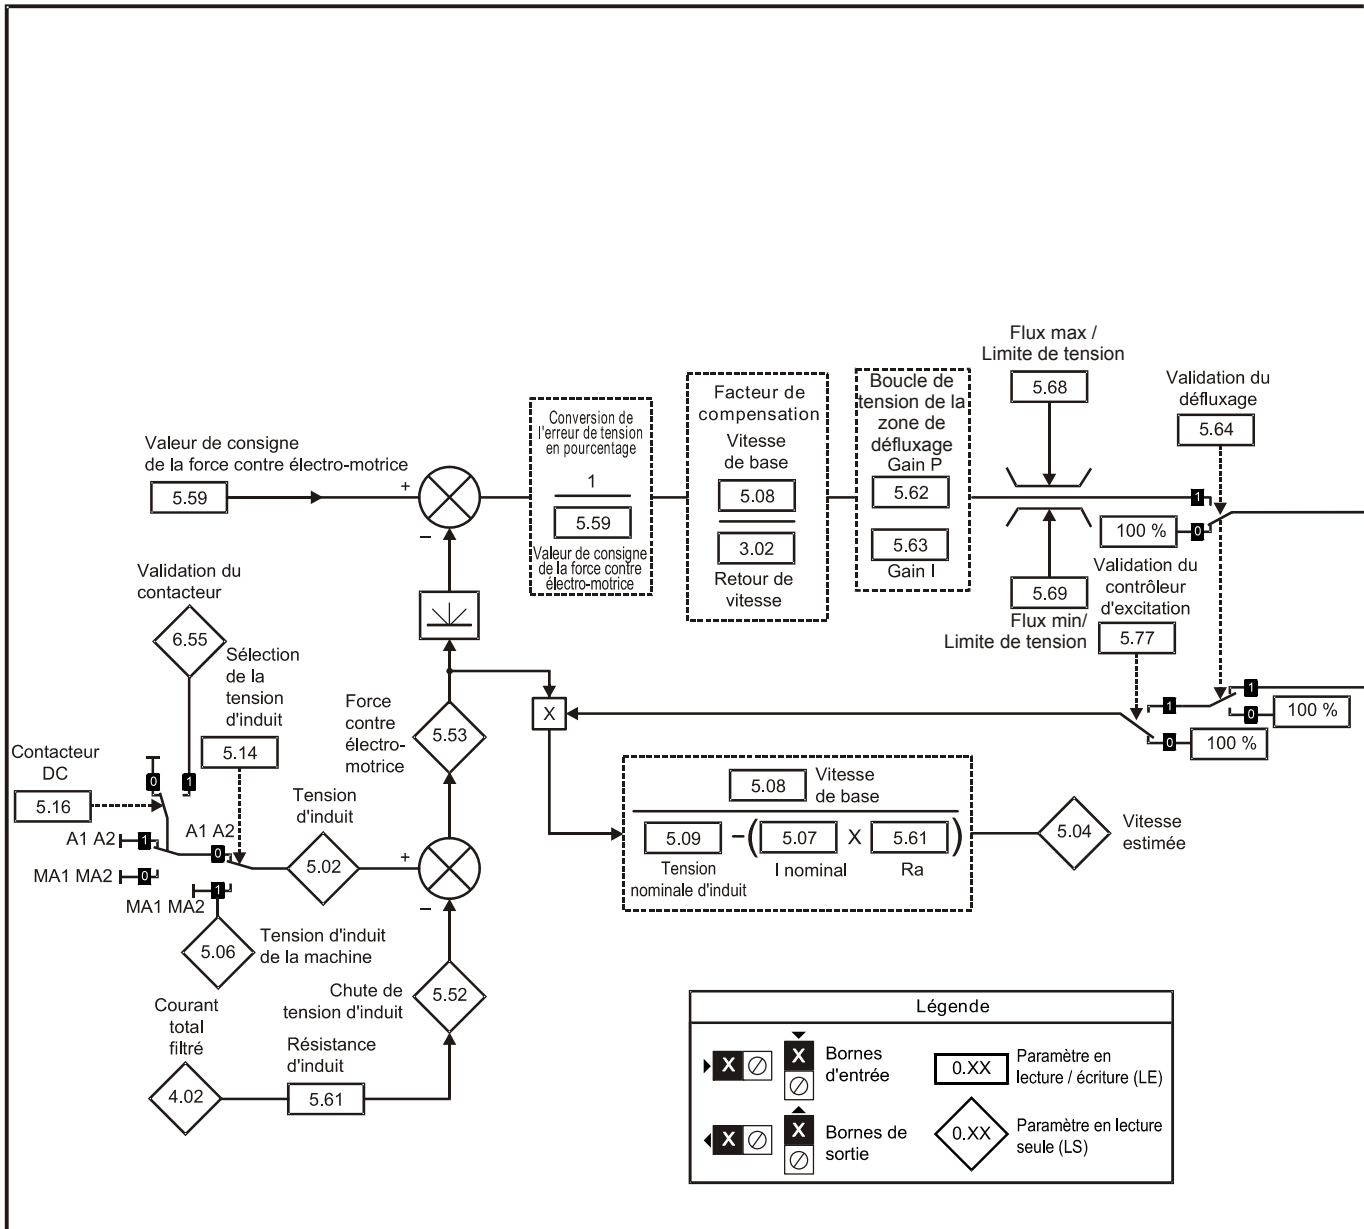 Flux max /
Limite de tension
5.68
Validation du
défluxage
5.64
Boucle de
tension de la
zone de
défluxage
Gain P
5.62
5.63
Gain I
Facteur de
compensation
Vitesse
de base
5.08
3.02
Retour de
vitesse
Conversion de
l'erreur de tension
en pourcentage
1
5.59
Valeur de consigne
de la force contre
électro-motrice
Valeur de consigne
de la force contre électro-motrice
5.59
+
−
1
100 %
0
5.69
Flux min/
Limite de tension
Validation du
contrôleur
d'excitation
5.77
Validation du
contacteur
6.55
Sélection
de la
tension
d'induit
5.14
Force
contre
électro-
motrice
5.53
X
1
1
0
100 %
0
100 %
Contacteur
DC
5.16
0
1
A1 A2
1
MA1 MA2
0
A1 A2
0
MA1 MA2
1
Tension
d'induit
5.02
+
−
5.06
Tension d'induit
de la machine
5.08
Vitesse
de base
5.09
−
(
5.07
X
5.61
)
Tension
nominale d'induit
I nominal
Ra
5.04
Vitesse
estimée
Chute de
tension d'induit
5.52
Courant
total
filtré
4.02
Résistance
d'induit
5.61
Légende
X
X
Bornes
d'entrée
0.XX
Paramètre en
lecture / écriture (LE)
X
X
Bornes de
sortie
0.XX
Paramètre en lecture
seule (LS)